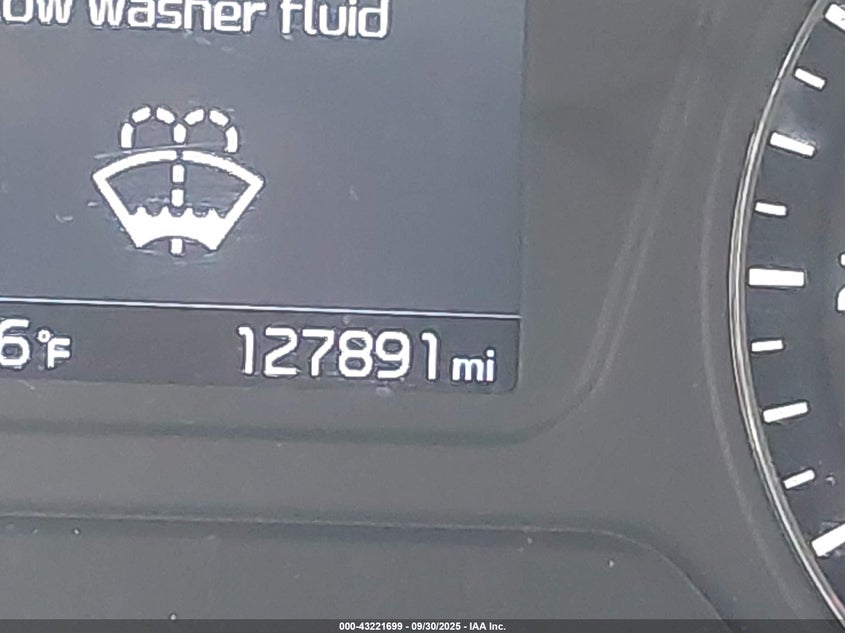 ow washer fluid
6°F 127891 mi
000-43221699 - 09/30/2025 - IAA Inc.